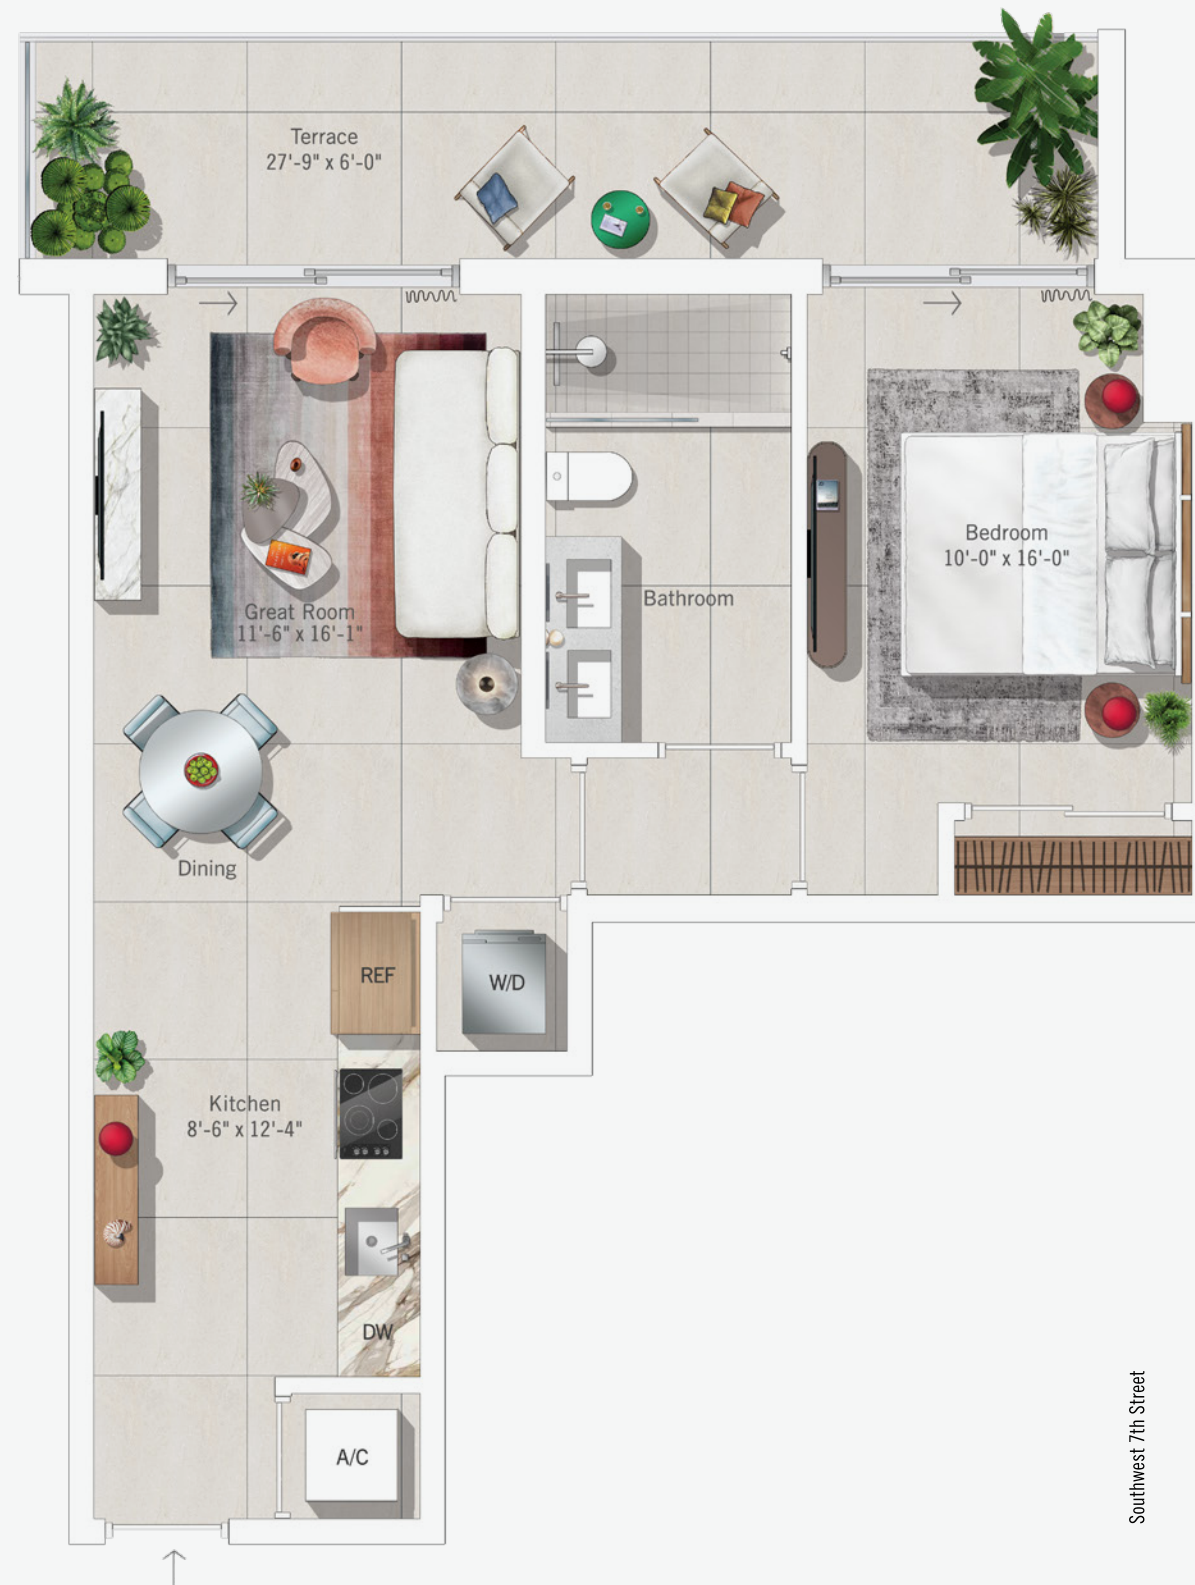 Terrace
27'-9" x 6'-0"
Bedroom
10'-0" x 16'-0"
Bathroom
Great Room
11'-6" x 16'-1"
Dining
REF
W/D
Kitchen
8'-6" x 12'-4"
DW
A/C
Southwest 7th Street